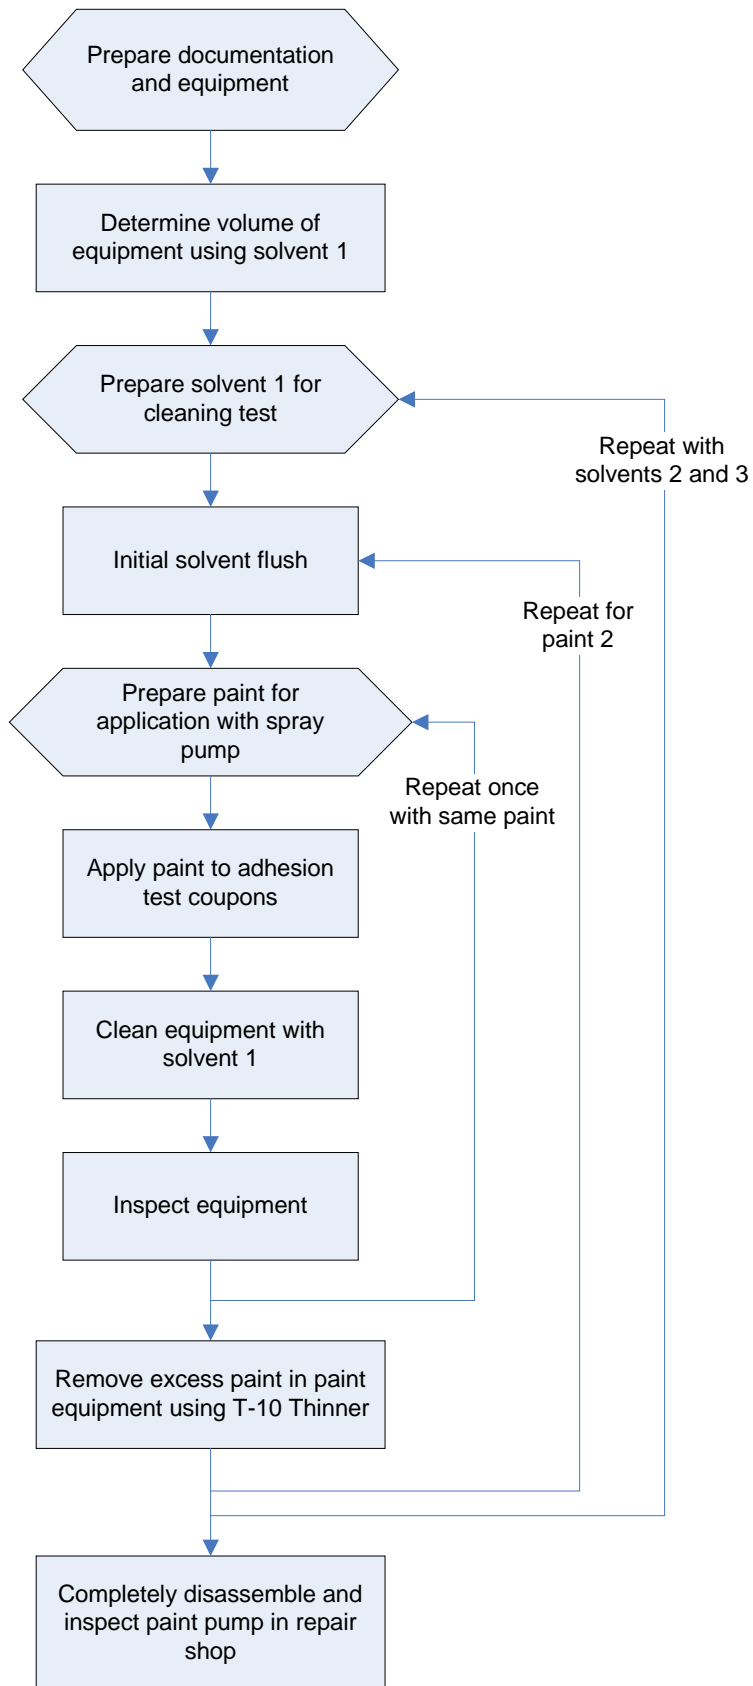 Prepare documentation
and equipment
Determine volume of
equipment using solvent 1
Prepare solvent 1 for
cleaning test
Repeat with
solvents 2 and 3
Initial solvent flush
Repeat for
paint 2
Prepare paint for
application with spray
pump
Repeat once
with same paint
Apply paint to adhesion
test coupons
Clean equipment with
solvent 1
Inspect equipment
Remove excess paint in paint
equipment using T-10 Thinner
Completely disassemble and
inspect paint pump in repair
shop